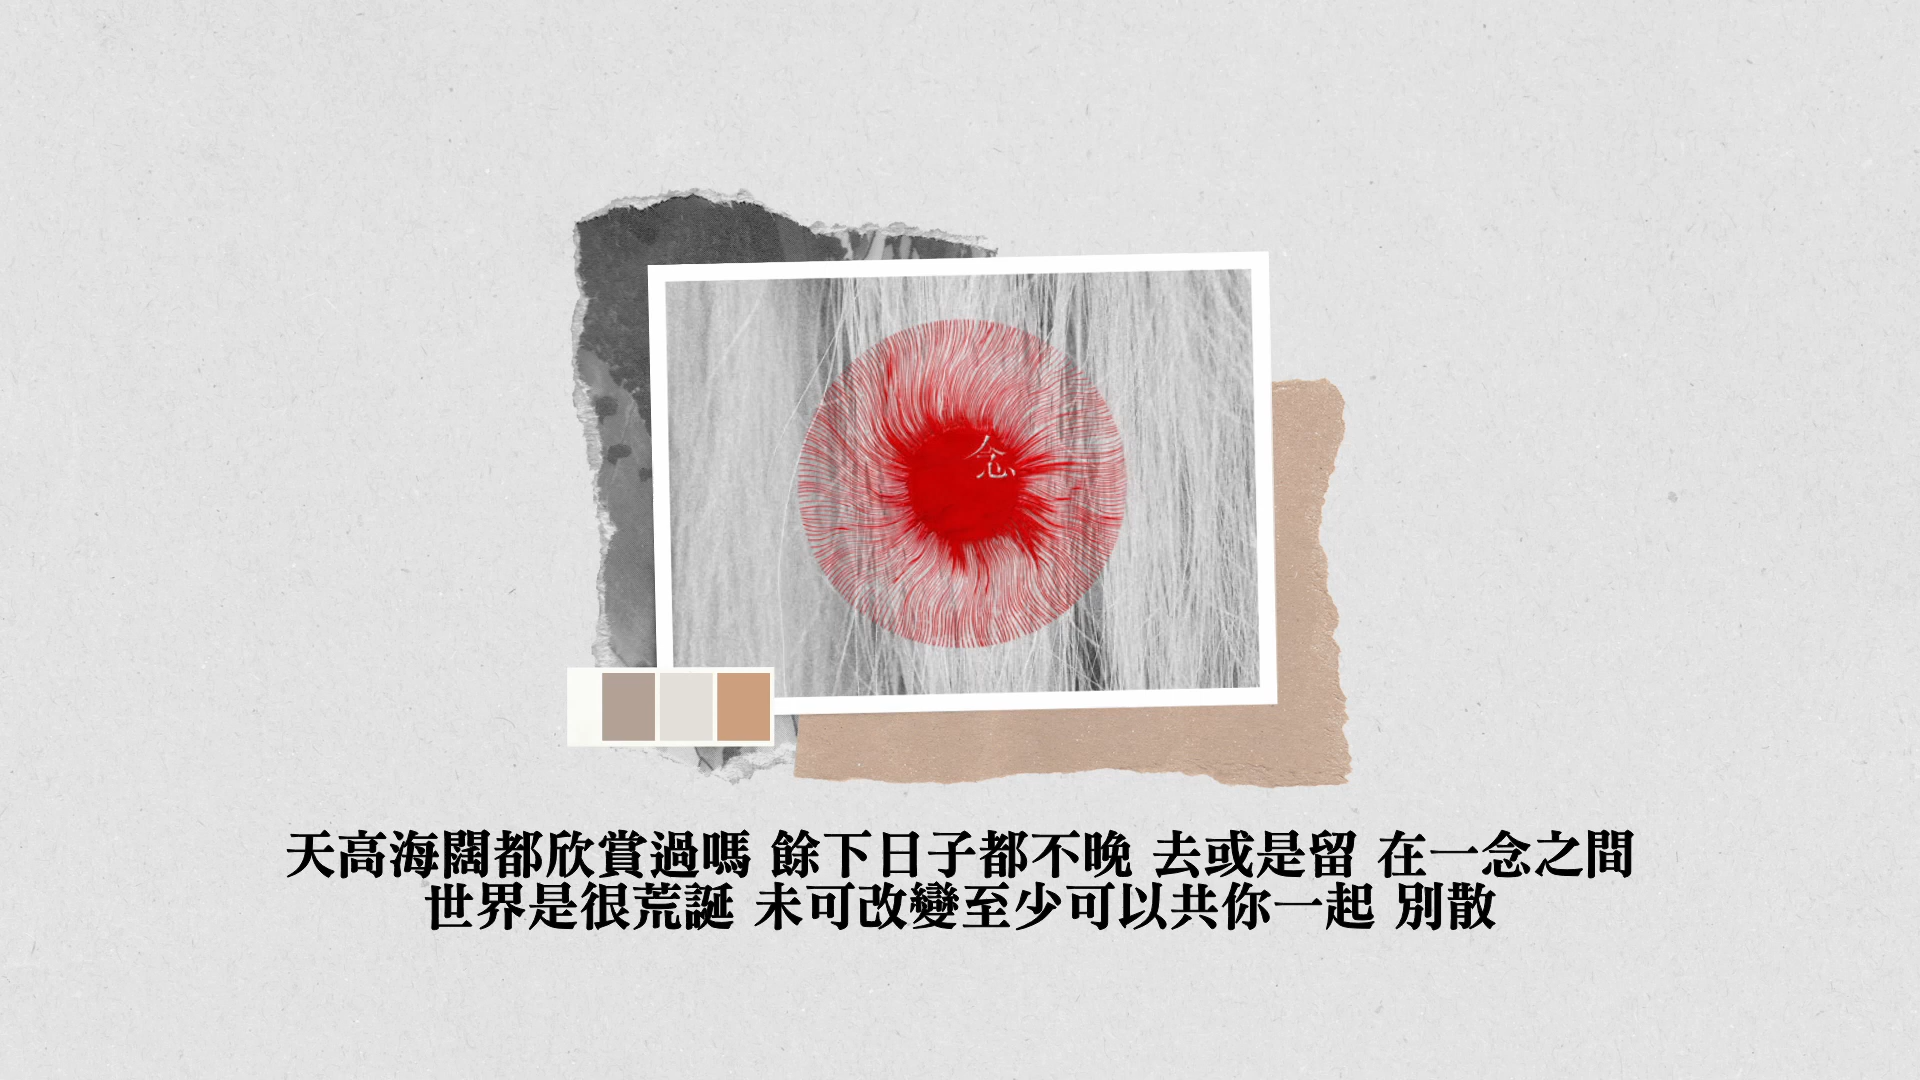 念
天高海闊都欣賞過嗎 餘下日子都不晚 去或是留 在一念之間
世界是很荒誕 未可改變至少可以共你一起 別散